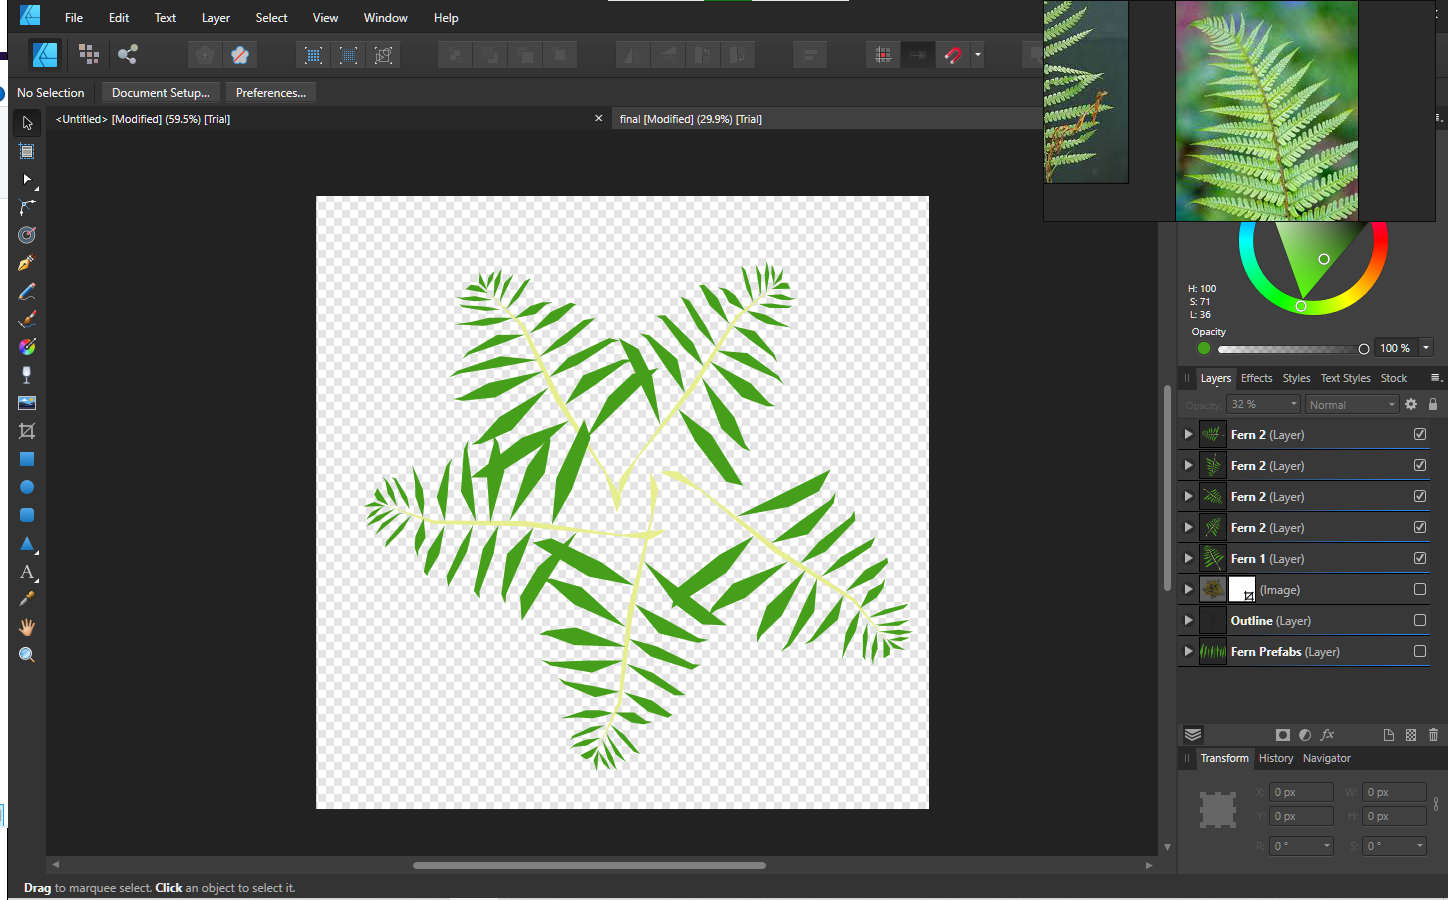 File Edit Text Layer Select View Window Help
No Selection Document Setup... Preferences...
<Untitled> [Modified] (59.5%) [Trial] × final [Modified] (29.9%) [Trial]
H: 100
S: 71
L: 36
Opacity
100 %
Layers Effects Styles Text Styles Stock
Opacity: 32 % Normal
Fern 2 (Layer)
Fern 2 (Layer)
Fern 2 (Layer)
Fern 2 (Layer)
Fern 1 (Layer)
(Image)
Outline (Layer)
Fern Prefabs (Layer)
fx
Transform History Navigator
X: 0 px W: 0 px
Y: 0 px H: 0 px
R: 0 ° S: 0 °
Drag to marquee select. Click an object to select it.